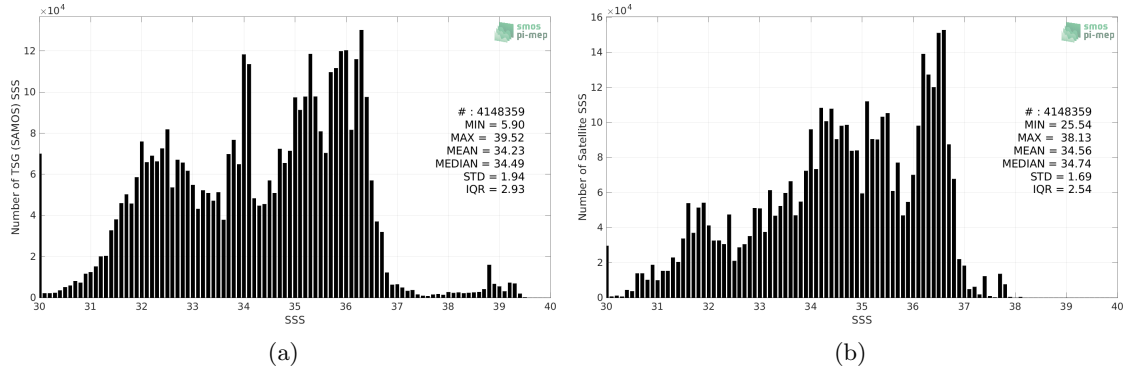 ×10⁴
12
10
8
6
4
2
0
30
31
32
33
34
35
36
37
38
39
40
SSS
Number of TSG (SAMOS) SSS
smos
pi-mep
# : 4148359
MIN = 5.90
MAX = 39.52
MEAN = 34.23
MEDIAN = 34.49
STD = 1.94
IQR = 2.93
(a)
×10⁴
16
14
12
10
8
6
4
2
0
30
31
32
33
34
35
36
37
38
39
40
SSS
Number of Satellite SSS
smos
pi-mep
# : 4148359
MIN = 25.54
MAX = 38.13
MEAN = 34.56
MEDIAN = 34.74
STD = 1.69
IQR = 2.54
(b)